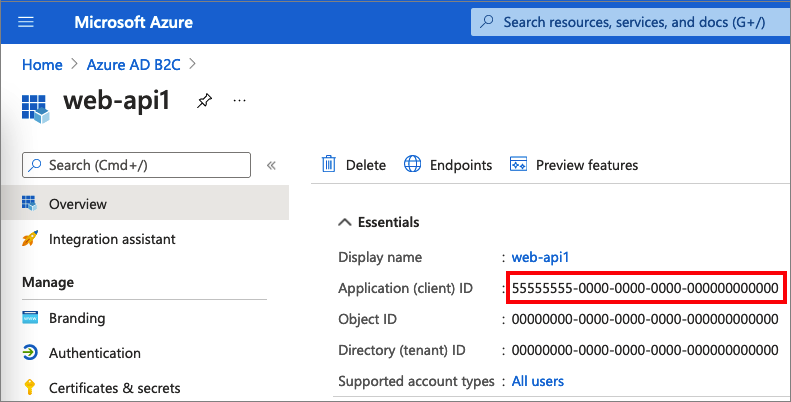 Microsoft Azure
Search resources, services, and docs (G+/)
Home > Azure AD B2C >
web-api1 ...
Search (Cmd+/) «
Overview
Integration assistant
Manage
Branding
Authentication
Certificates & secrets
Delete Endpoints Preview features
Essentials
Display name : web-api1
Application (client) ID : 55555555-0000-0000-0000-000000000000
Object ID : 00000000-0000-0000-0000-000000000000
Directory (tenant) ID : 00000000-0000-0000-0000-000000000000
Supported account types : All users